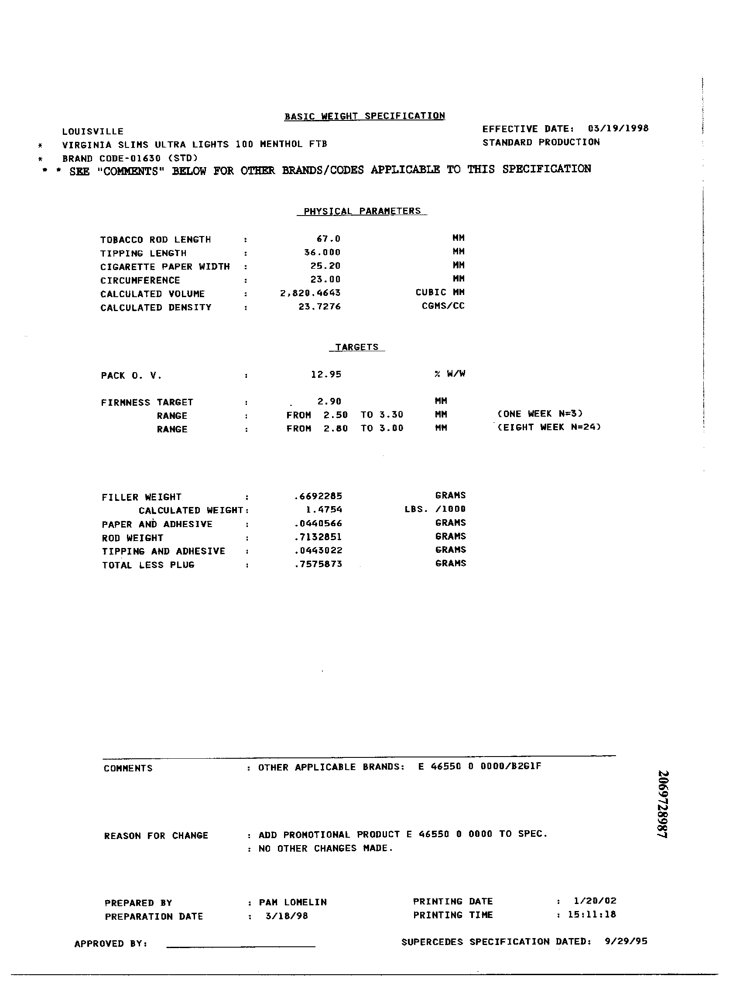 BASIC WEIGHT SPECIFICATION
LOUISVILLE EFFECTIVE DATE: 03/19/1998
* VIRGINIA SLIMS ULTRA LIGHTS 100 MENTHOL FTB STANDARD PRODUCTION
* BRAND CODE-01630 (STD)
* * SEE "COMMENTS" BELOW FOR OTHER BRANDS/CODES APPLICABLE TO THIS SPECIFICATION
PHYSICAL PARAMETERS
TOBACCO ROD LENGTH : 67.0 MM
TIPPING LENGTH : 36.000 MM
CIGARETTE PAPER WIDTH : 25.20 MM
CIRCUMFERENCE : 23.00 MM
CALCULATED VOLUME : 2,820.4643 CUBIC MM
CALCULATED DENSITY : 23.7276 CGMS/CC
TARGETS
PACK O. V. : 12.95 % W/W
FIRMNESS TARGET : 2.90 MM
RANGE : FROM 2.50 TO 3.30 MM (ONE WEEK N=3)
RANGE : FROM 2.80 TO 3.00 MM (EIGHT WEEK N=24)
FILLER WEIGHT : .6692285 GRAMS
CALCULATED WEIGHT: 1.4754 LBS. /1000
PAPER AND ADHESIVE : .0440566 GRAMS
ROD WEIGHT : .7132851 GRAMS
TIPPING AND ADHESIVE : .0443022 GRAMS
TOTAL LESS PLUG : .7575873 GRAMS
COMMENTS : OTHER APPLICABLE BRANDS: E 46550 0 0000/B2G1F
REASON FOR CHANGE : ADD PROMOTIONAL PRODUCT E 46550 0 0000 TO SPEC.
: NO OTHER CHANGES MADE.
PREPARED BY : PAM LOMELIN PRINTING DATE : 1/20/02
PREPARATION DATE : 3/18/98 PRINTING TIME : 15:11:18
APPROVED BY: SUPERCEDES SPECIFICATION DATED: 9/29/95
2069728987